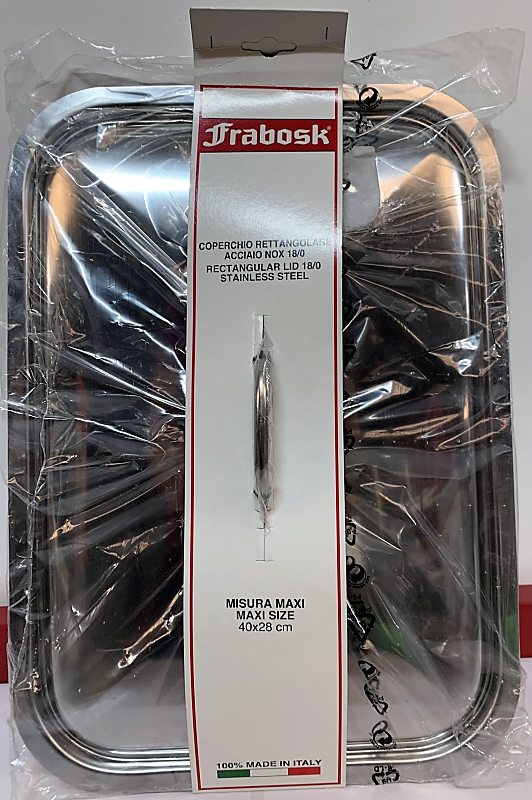 Frabosk
COPERCHIO RETTANGOLARE
ACCIAIO NOX 18/0
RECTANGULAR LID 18/0
STAINLESS STEEL
MISURA MAXI
MAXI SIZE
40x28 cm
100% MADE IN ITALY